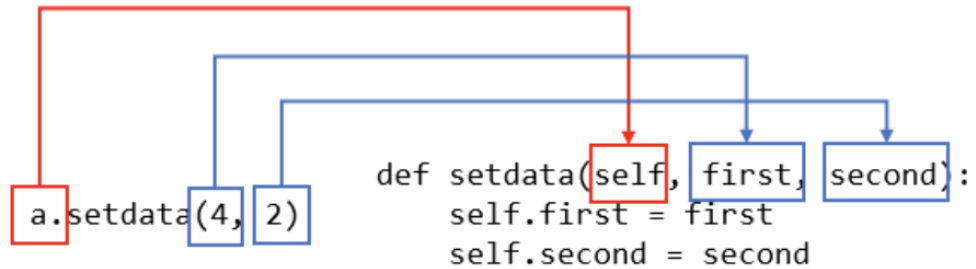 def setdata(self, first, second):
a.setdata(4, 2)
self.first = first
self.second = second